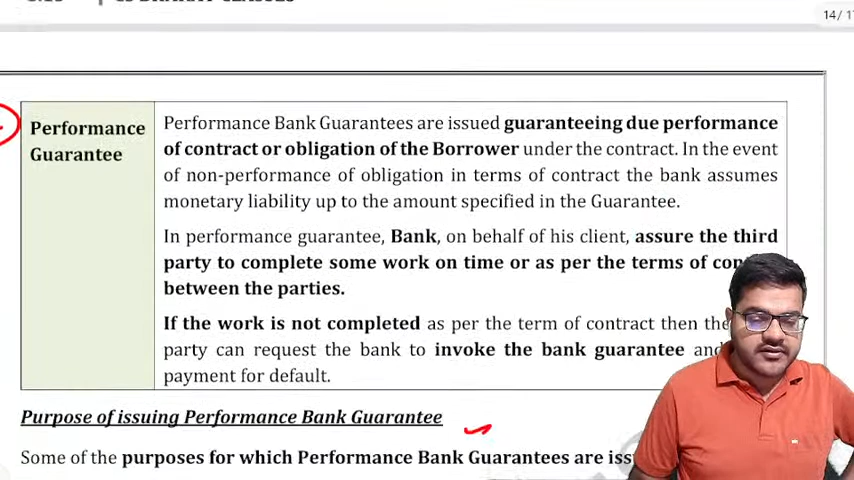 14/1
Performance
Guarantee
Performance Bank Guarantees are issued guaranteeing due performance
of contract or obligation of the Borrower under the contract. In the event
of non-performance of obligation in terms of contract the bank assumes
monetary liability up to the amount specified in the Guarantee.
In performance guarantee, Bank, on behalf of his client, assure the third
party to complete some work on time or as per the terms of
between the parties.
If the work is not completed as per the term of contract then the
party can request the bank to invoke the bank guarantee and
payment for default.
Purpose of issuing Performance Bank Guarantee
Some of the purposes for which Performance Bank Guarantees are